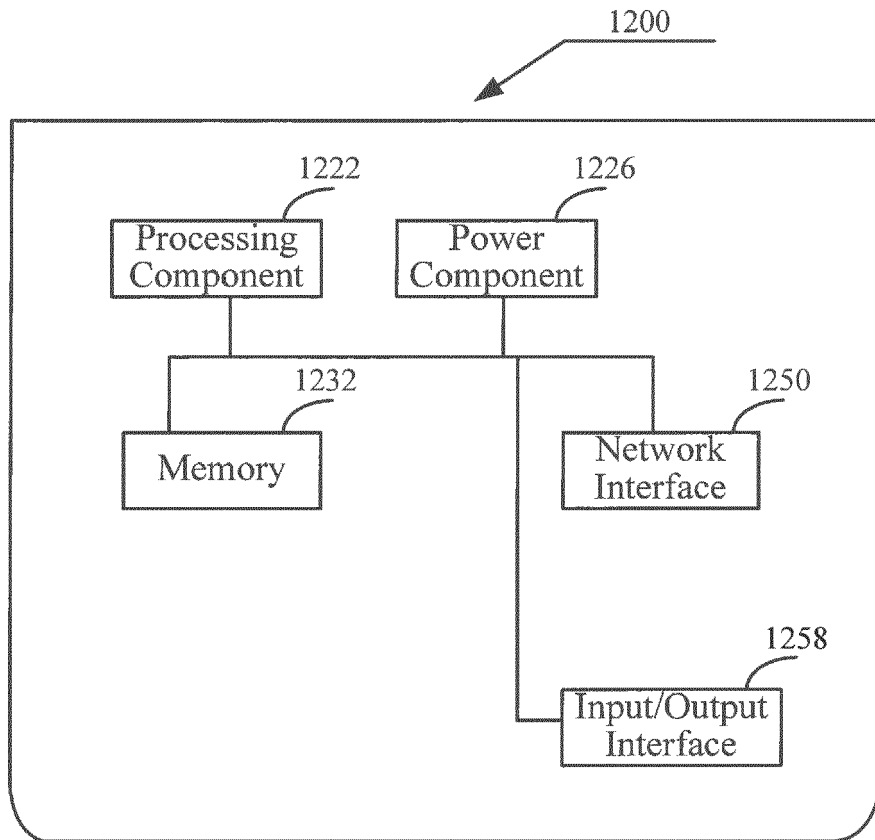 1200
1222
1226
Processing
Component
Power
Component
1232
1250
Memory
Network
Interface
1258
Input/Output
Interface